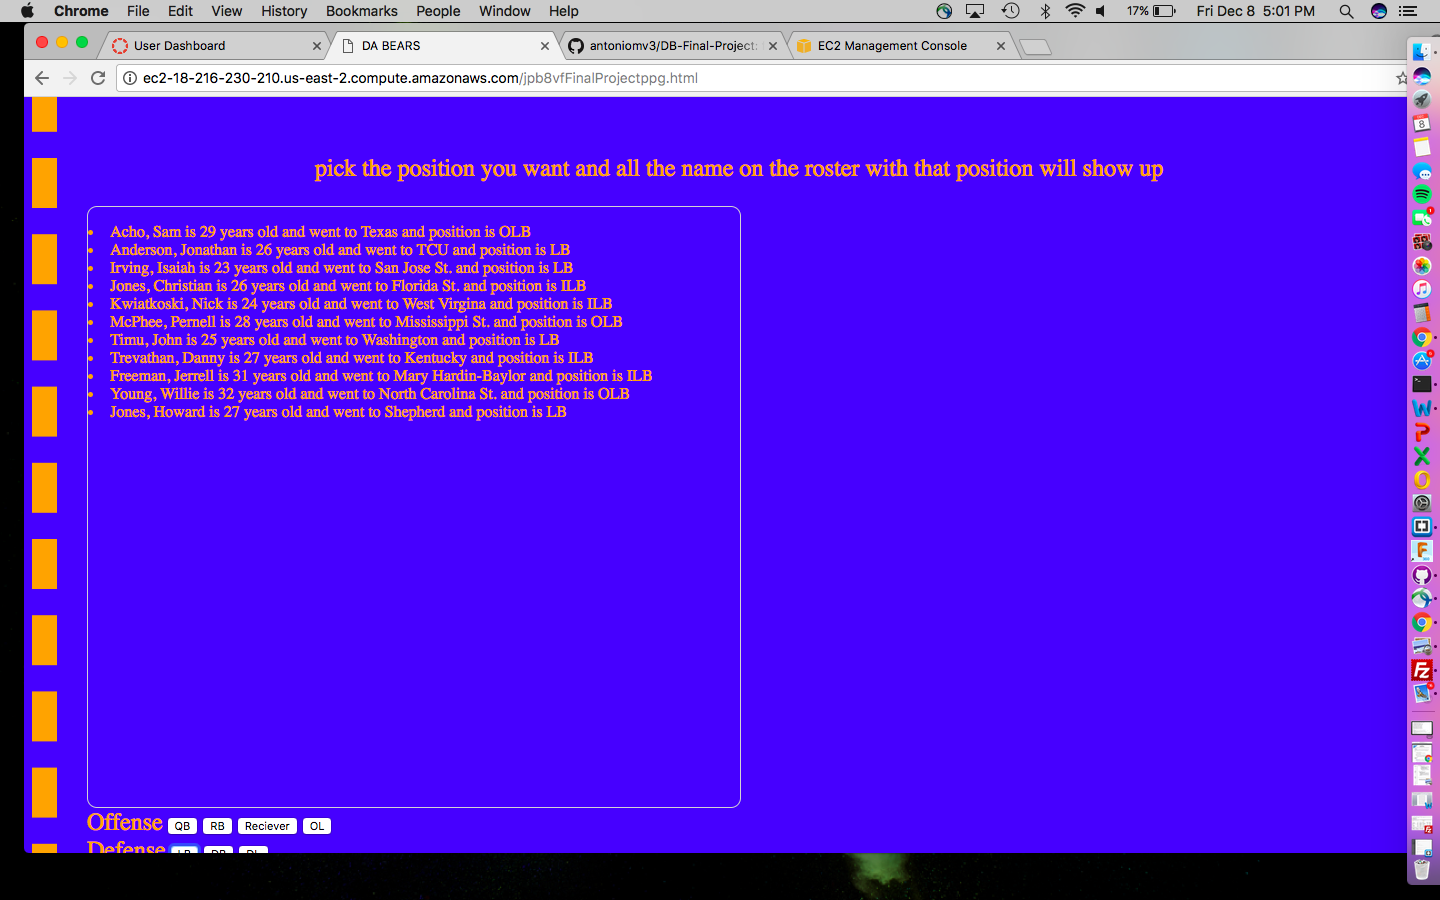 Chrome File Edit View History Bookmarks People Window Help 17% Fri Dec 8 5:01 PM
User Dashboard DA BEARS antoniomv3/DB-Final-Project: EC2 Management Console
ec2-18-216-230-210.us-east-2.compute.amazonaws.com/jpb8vfFinalProjectppg.html
pick the position you want and all the name on the roster with that position will show up
• Acho, Sam is 29 years old and went to Texas and position is OLB
• Anderson, Jonathan is 26 years old and went to TCU and position is LB
• Irving, Isaiah is 23 years old and went to San Jose St. and position is LB
• Jones, Christian is 26 years old and went to Florida St. and position is ILB
• Kwiatkoski, Nick is 24 years old and went to West Virgina and position is ILB
• McPhee, Pernell is 28 years old and went to Mississippi St. and position is OLB
• Timu, John is 25 years old and went to Washington and position is LB
• Trevathan, Danny is 27 years old and went to Kentucky and position is ILB
• Freeman, Jerrell is 31 years old and went to Mary Hardin-Baylor and position is ILB
• Young, Willie is 32 years old and went to North Carolina St. and position is OLB
• Jones, Howard is 27 years old and went to Shepherd and position is LB
Offense QB RB Reciever OL
Defense LB DB DL